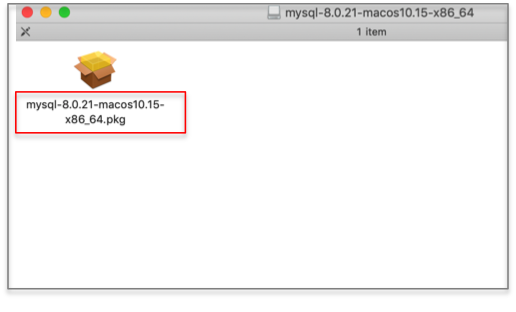 mysql-8.0.21-macos10.15-x86_64
1 item
mysql-8.0.21-macos10.15-
x86_64.pkg